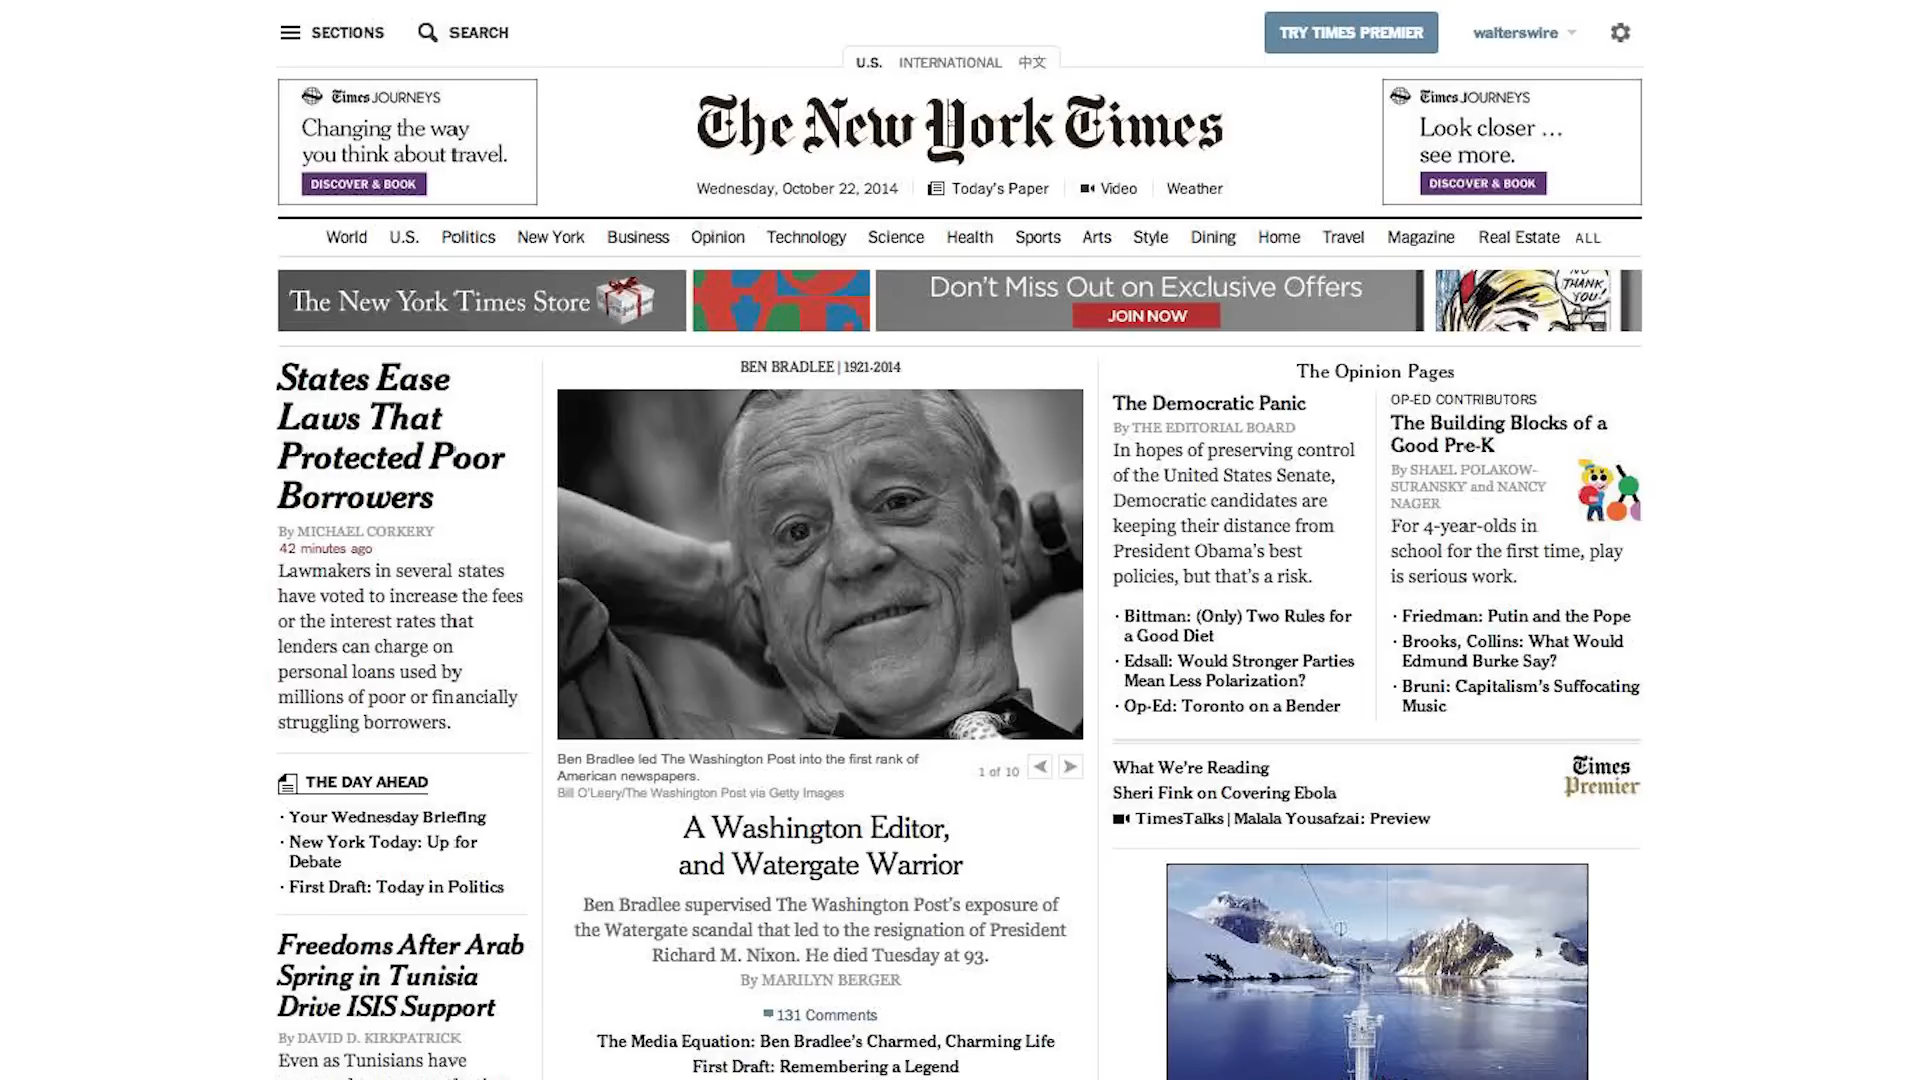 SECTIONS
SEARCH
TRY TIMES PREMIER
walterswire
U.S. INTERNATIONAL 中文
Times JOURNEYS
Changing the way
you think about travel.
DISCOVER & BOOK
The New York Times
Wednesday, October 22, 2014
Today's Paper
Video
Weather
Times JOURNEYS
Look closer ...
see more.
DISCOVER & BOOK
World U.S. Politics New York Business Opinion Technology Science Health Sports Arts Style Dining Home Travel Magazine Real Estate ALL
The New York Times Store
Don't Miss Out on Exclusive Offers
JOIN NOW
NO
THANK
YOU!
States Ease
Laws That
Protected Poor
Borrowers
By MICHAEL CORKERY
42 minutes ago
Lawmakers in several states
have voted to increase the fees
or the interest rates that
lenders can charge on
personal loans used by
millions of poor or financially
struggling borrowers.
THE DAY AHEAD
· Your Wednesday Briefing
· New York Today: Up for
Debate
· First Draft: Today in Politics
Freedoms After Arab
Spring in Tunisia
Drive ISIS Support
By DAVID D. KIRKPATRICK
Even as Tunisians have
BEN BRADLEE | 1921-2014
Ben Bradlee led The Washington Post into the first rank of
American newspapers.
Bill O'Leary/The Washington Post via Getty Images
1 of 10
A Washington Editor,
and Watergate Warrior
Ben Bradlee supervised The Washington Post's exposure of
the Watergate scandal that led to the resignation of President
Richard M. Nixon. He died Tuesday at 93.
By MARILYN BERGER
131 Comments
The Media Equation: Ben Bradlee's Charmed, Charming Life
First Draft: Remembering a Legend
The Opinion Pages
The Democratic Panic
By THE EDITORIAL BOARD
In hopes of preserving control
of the United States Senate,
Democratic candidates are
keeping their distance from
President Obama's best
policies, but that's a risk.
· Bittman: (Only) Two Rules for
a Good Diet
· Edsall: Would Stronger Parties
Mean Less Polarization?
· Op-Ed: Toronto on a Bender
OP-ED CONTRIBUTORS
The Building Blocks of a
Good Pre-K
By SHAEL POLAKOW-
SURANSKY and NANCY
NAGER
For 4-year-olds in
school for the first time, play
is serious work.
· Friedman: Putin and the Pope
· Brooks, Collins: What Would
Edmund Burke Say?
· Bruni: Capitalism's Suffocating
Music
What We're Reading
Sheri Fink on Covering Ebola
TimesTalks | Malala Yousafzai: Preview
Times
Premier